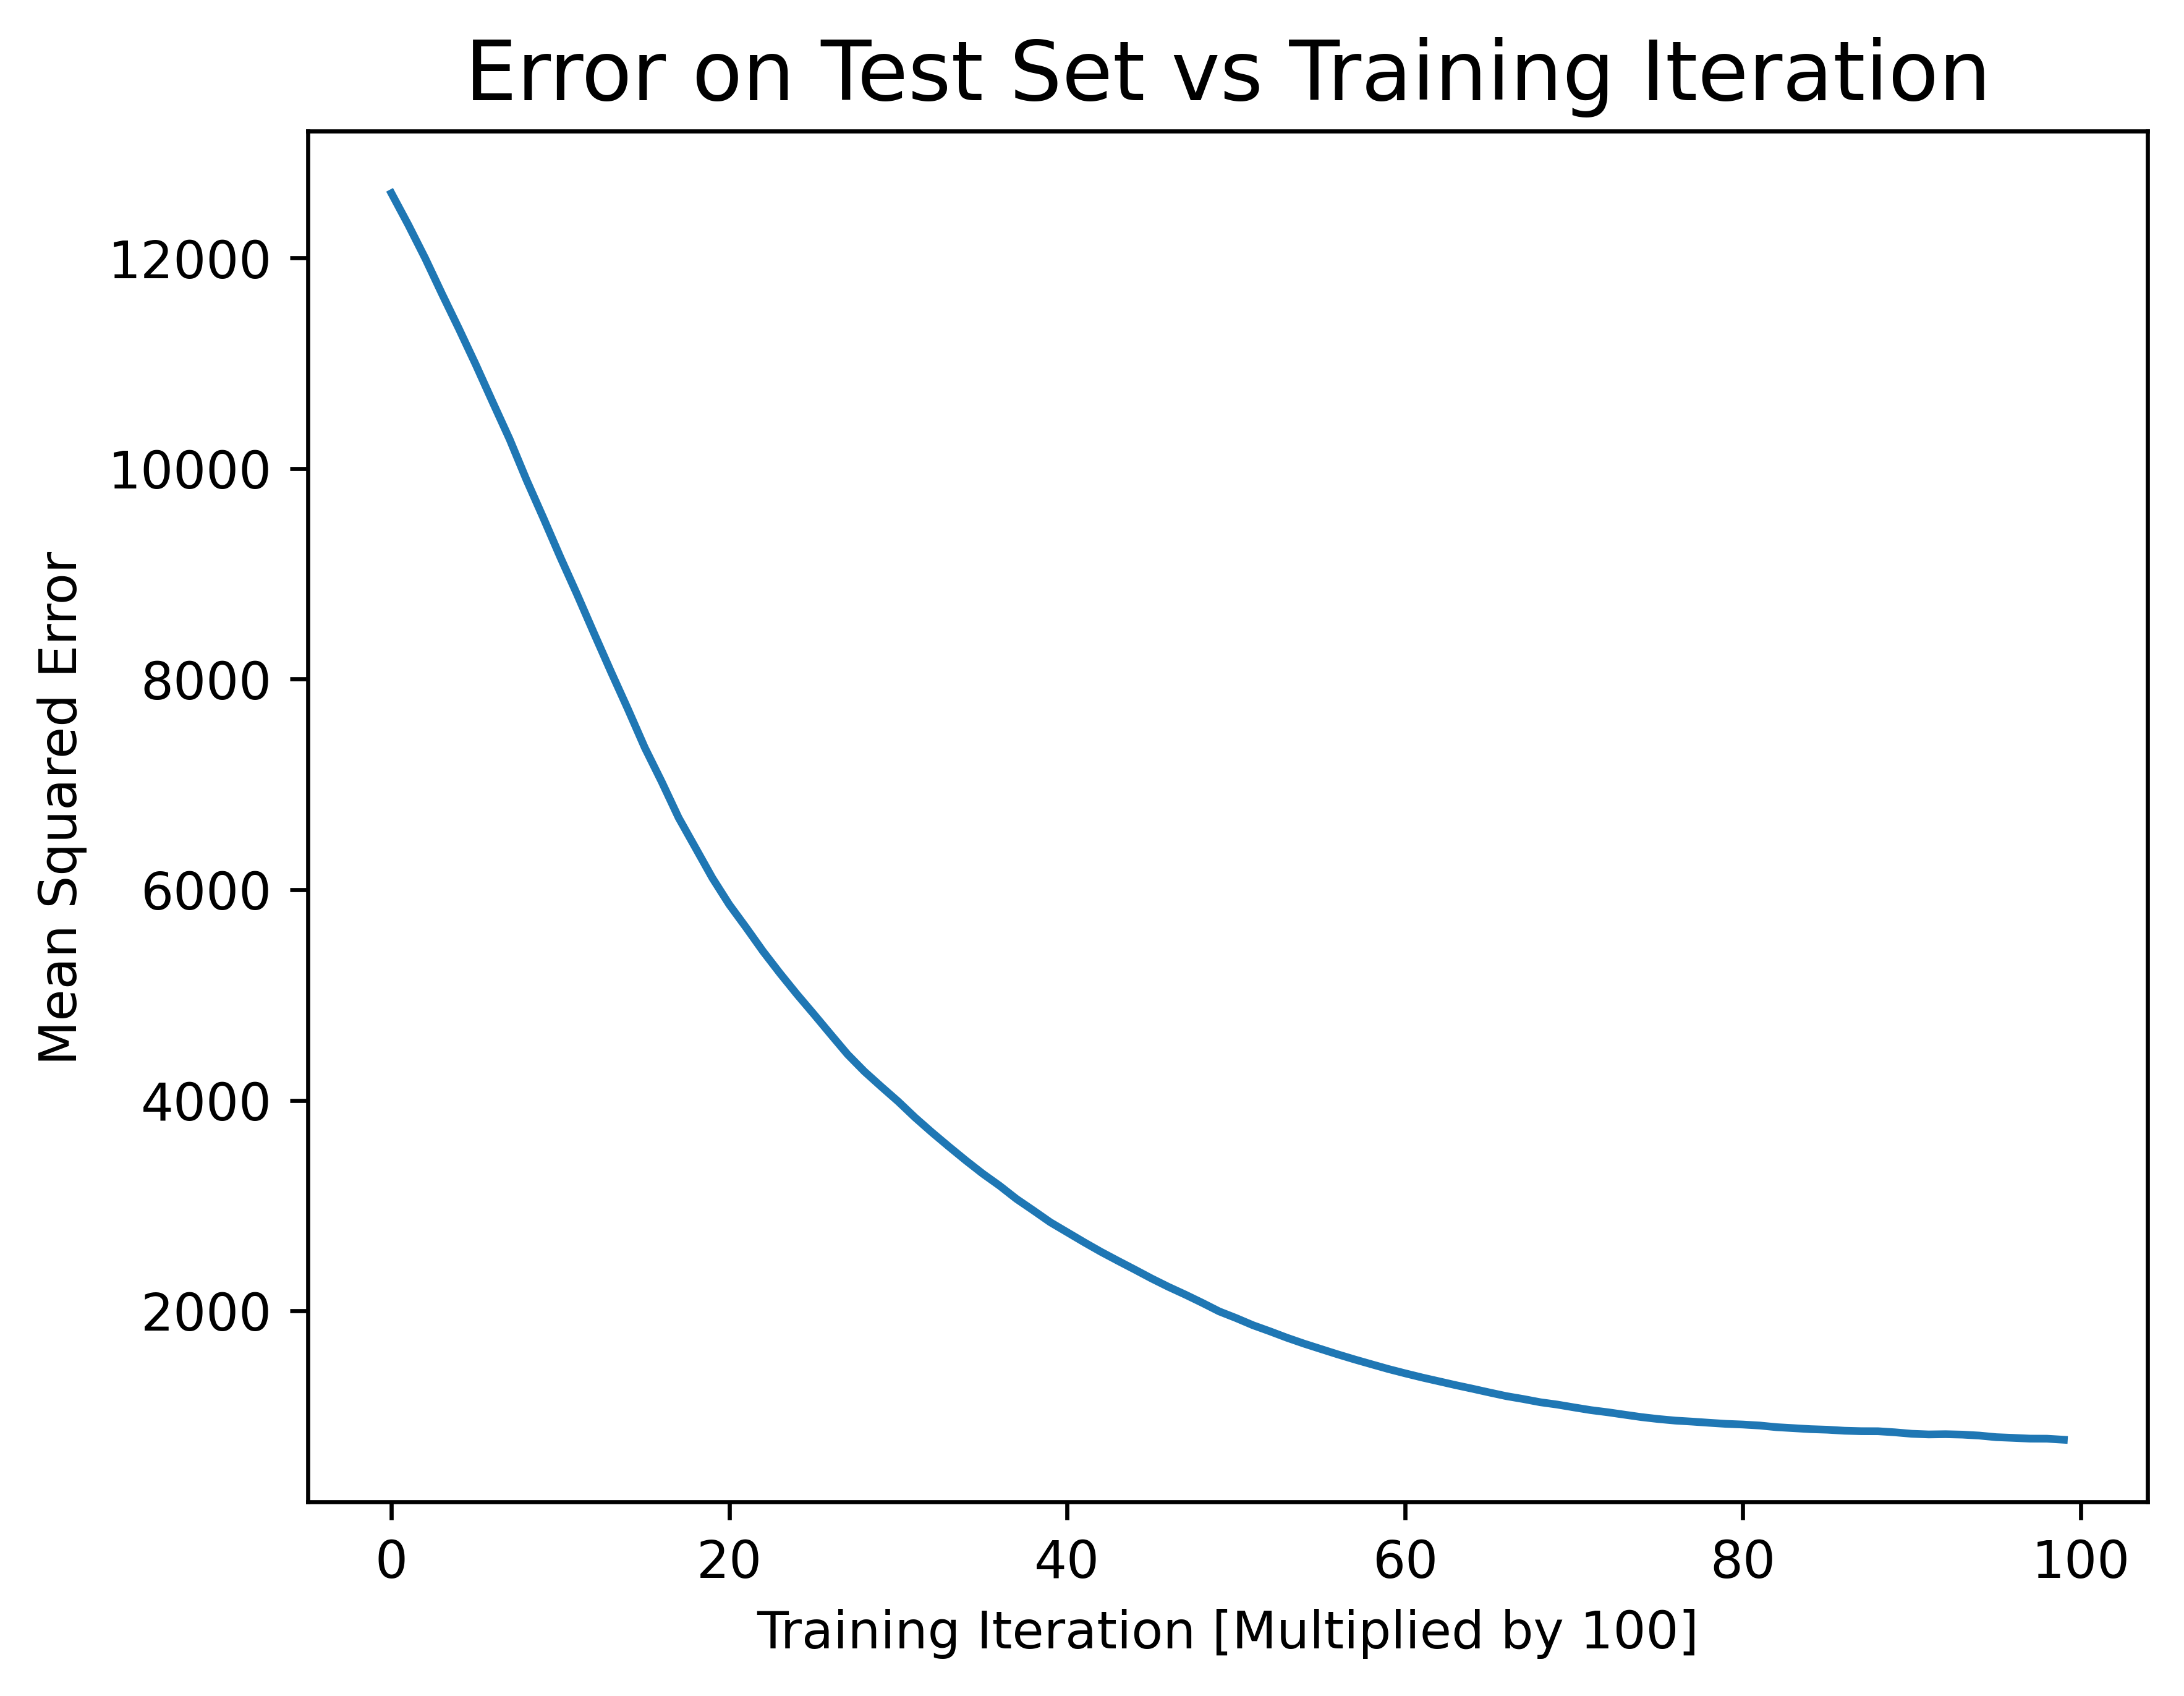 Error on Test Set vs Training Iteration
Mean Squared Error
12000
10000
8000
6000
4000
2000
0 20 40 60 80 100
Training Iteration [Multiplied by 100]